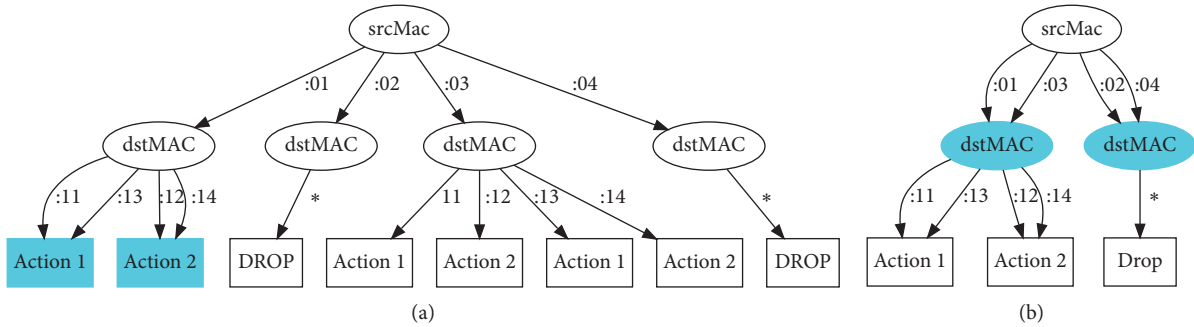 srcMac
:01
:02
:03
:04
dstMAC
dstMAC
dstMAC
dstMAC
:11
:13
:12
:14
*
11
:12
:13
:14
*
Action 1
Action 2
DROP
Action 1
Action 2
Action 1
Action 2
DROP
(a)
srcMac
:01
:03
:02
:04
dstMAC
dstMAC
:11
:13
:12
:14
*
Action 1
Action 2
Drop
(b)